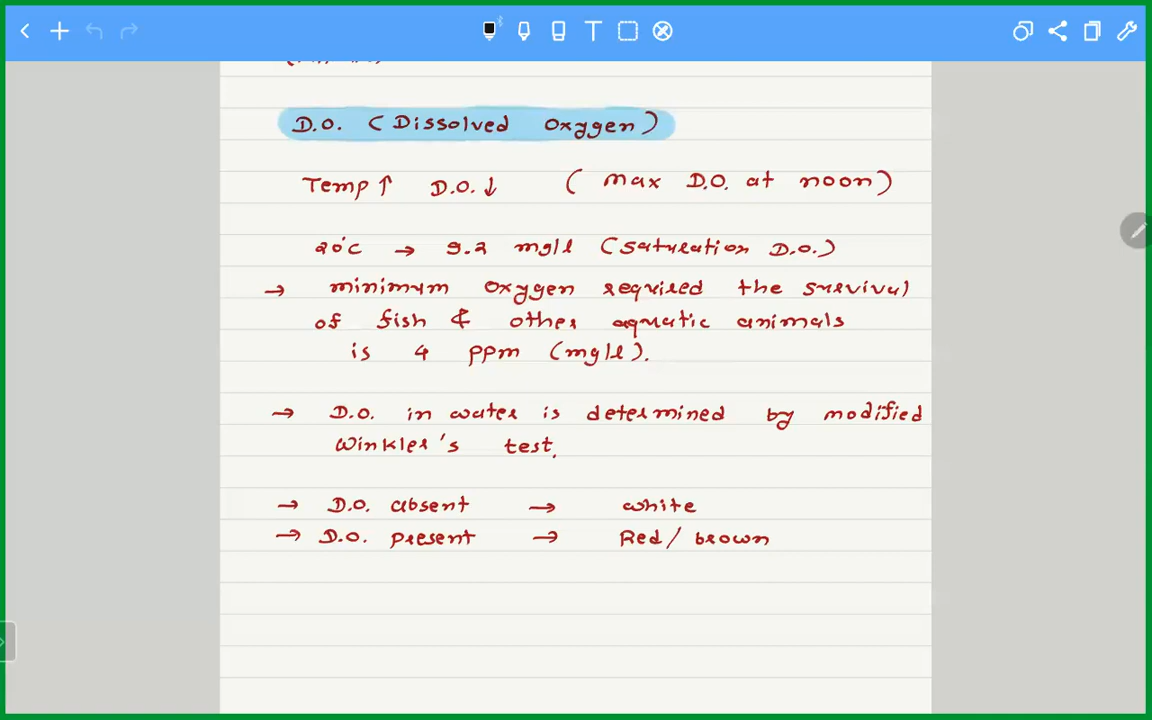 D.O. (Dissolved Oxygen)
Temp ↑ D.O. ↓ (Max D.O. at noon)
20°C → 9.2 mg/l (Saturation D.O.)
→ minimum oxygen required the survival
of fish & other aquatic animals
is 4 ppm (mg/l).
→ D.O. in water is determined by modified
Winkler's test.
→ D.O. absent → white
→ D.O. present → Red/brown